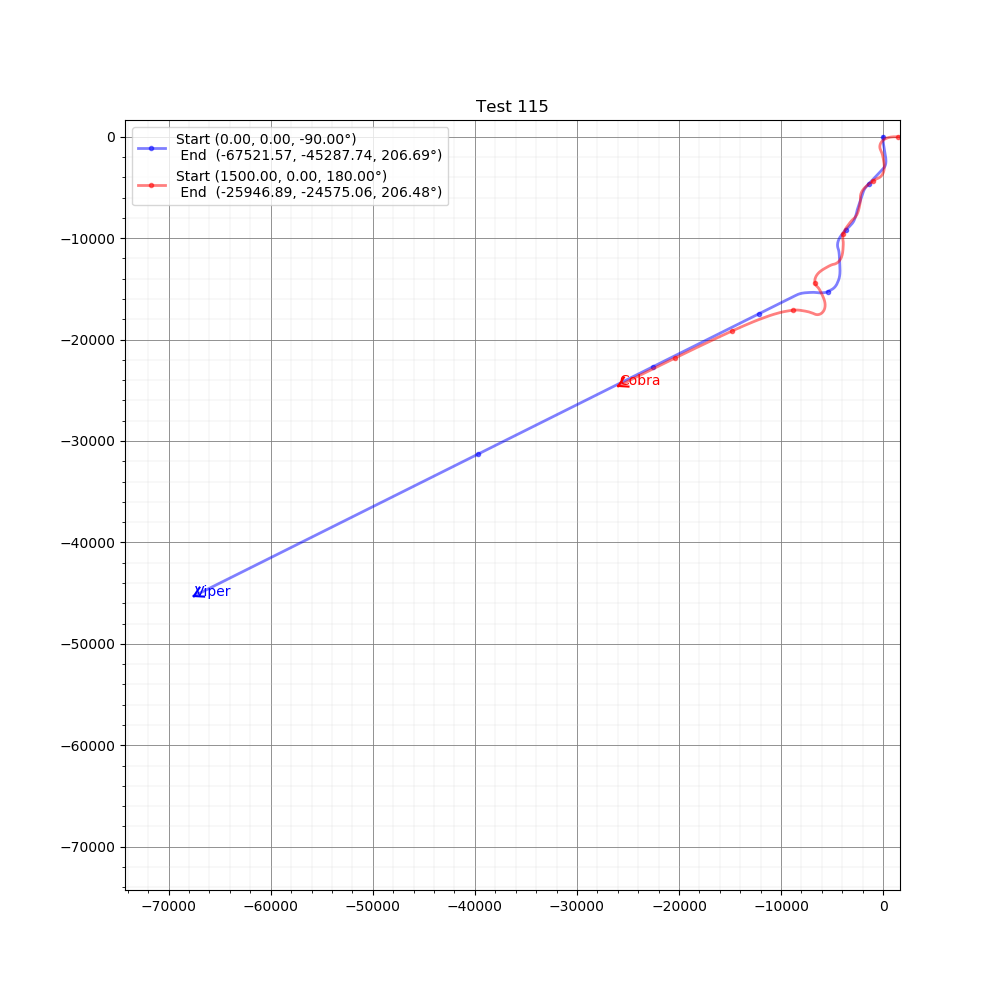 Test 115
Start (0.00, 0.00, -90.00°)
End  (-67521.57, -45287.74, 206.69°)
Start (1500.00, 0.00, 180.00°)
End  (-25946.89, -24575.06, 206.48°)
0
−10000
−20000
−30000
−40000
−50000
−60000
−70000
Cobra
Viper
−70000 −60000 −50000 −40000 −30000 −20000 −10000 0